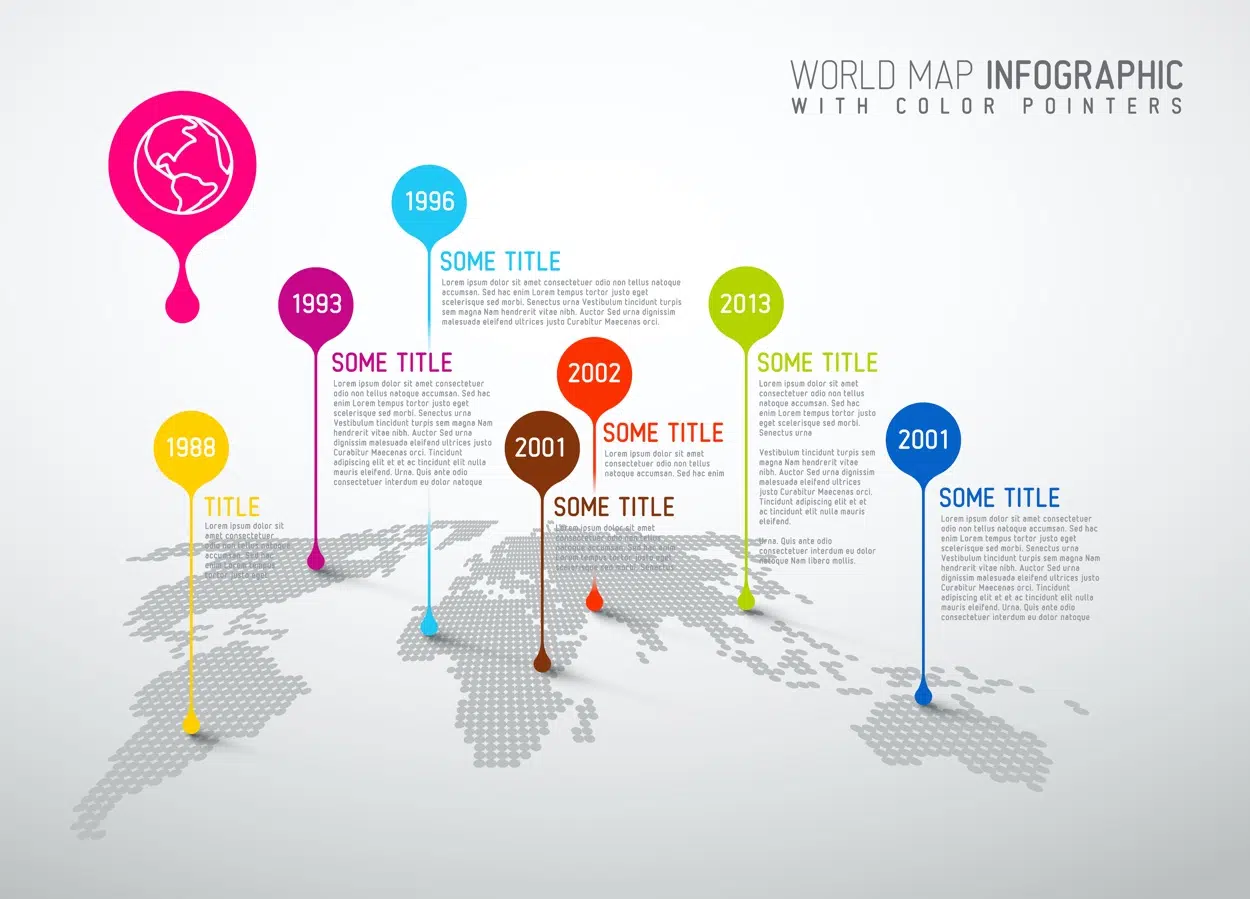 WORLD MAP INFOGRAPHIC
WITH COLOR POINTERS
1996
SOME TITLE
Lorem ipsum dolor sit amet consectetuer odio non tellus natoque
accumsan. Sed hac enim Lorem tempus tortor justo eget
scelerisque sed morbi. Senectus urna Vestibulum tincidunt turpis sem
magna Nam hendrerit vitae nibh. Auctor Sed urna dignissim
malesuada eleifend ultrices justo Curabitur Maecenas orci.
1993
SOME TITLE
Lorem ipsum dolor sit amet consectetuer
odio non tellus natoque accumsan. Sed hac
enim Lorem tempus tortor justo eget
scelerisque sed morbi. Senectus urna
Vestibulum tincidunt turpis sem magna Nam
hendrerit vitae nibh. Auctor Sed urna
dignissim malesuada eleifend ultrices justo
Curabitur Maecenas orci. Tincidunt
adipiscing elit et et ac tincidunt elit nulla
mauris eleifend. Urna. Quis ante odio
consectetuer interdum eu dolor natoque
2013
SOME TITLE
Lorem ipsum dolor sit amet
consectetuer odio non tellus
natoque accumsan. Sed hac
enim Lorem tempus tortor justo
eget scelerisque sed morbi.
Senectus urna
Vestibulum tincidunt turpis sem
magna Nam hendrerit vitae
nibh. Auctor Sed urna dignissim
malesuada eleifend ultrices
justo Curabitur Maecenas orci.
Tincidunt adipiscing elit et et
ac tincidunt elit nulla mauris
eleifend.
Urna. Quis ante odio
consectetuer interdum eu dolor
natoque Nam libero mollis.
2002
SOME TITLE
Lorem ipsum dolor sit amet
consectetuer odio non tellus
natoque accumsan. Sed hac enim
1988
TITLE
Lorem ipsum dolor sit
amet consectetuer
odio non tellus natoque
accumsan. Sed hac
enim Lorem tempus
tortor justo eget
2001
SOME TITLE
Lorem ipsum dolor sit amet
consectetuer odio non tellus
natoque accumsan. Sed hac enim
Lorem tempus tortor justo eget
scelerisque sed morbi. Senectus
2001
SOME TITLE
Lorem ipsum dolor sit amet consectetuer
odio non tellus natoque accumsan. Sed hac
enim Lorem tempus tortor justo eget
scelerisque sed morbi. Senectus urna
Vestibulum tincidunt turpis sem magna Nam
hendrerit vitae nibh. Auctor Sed urna
dignissim malesuada eleifend ultrices justo
Curabitur Maecenas orci. Tincidunt
adipiscing elit et et ac tincidunt elit nulla
mauris eleifend. Urna. Quis ante odio
consectetuer interdum eu dolor natoque